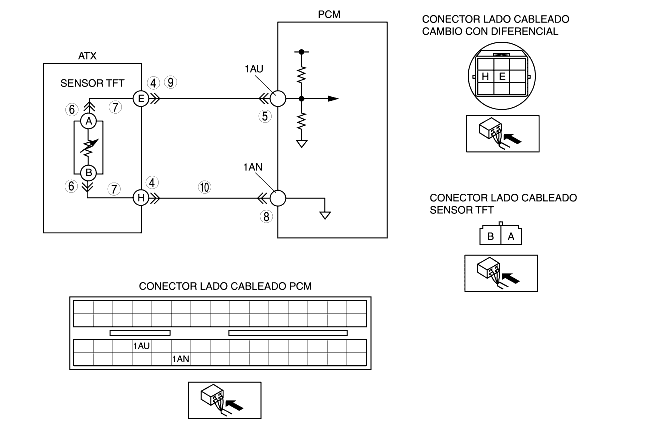 PCM
CONECTOR LADO CABLEADO
CAMBIO CON DIFERENCIAL
ATX
SENSOR TFT
1AU
4 9
H E
6 7
E
5
A
B
1AN
6 7
4
10
H
8
CONECTOR LADO CABLEADO
SENSOR TFT
B A
CONECTOR LADO CABLEADO PCM
1AU
1AN